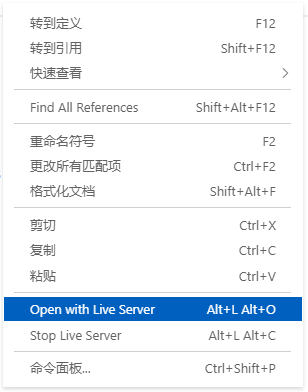 转到定义 F12
转到引用 Shift+F12
快速查看
Find All References Shift+Alt+F12
重命名符号 F2
更改所有匹配项 Ctrl+F2
格式化文档 Shift+Alt+F
剪切 Ctrl+X
复制 Ctrl+C
粘贴 Ctrl+V
Open with Live Server Alt+L Alt+O
Stop Live Server Alt+L Alt+C
命令面板... Ctrl+Shift+P